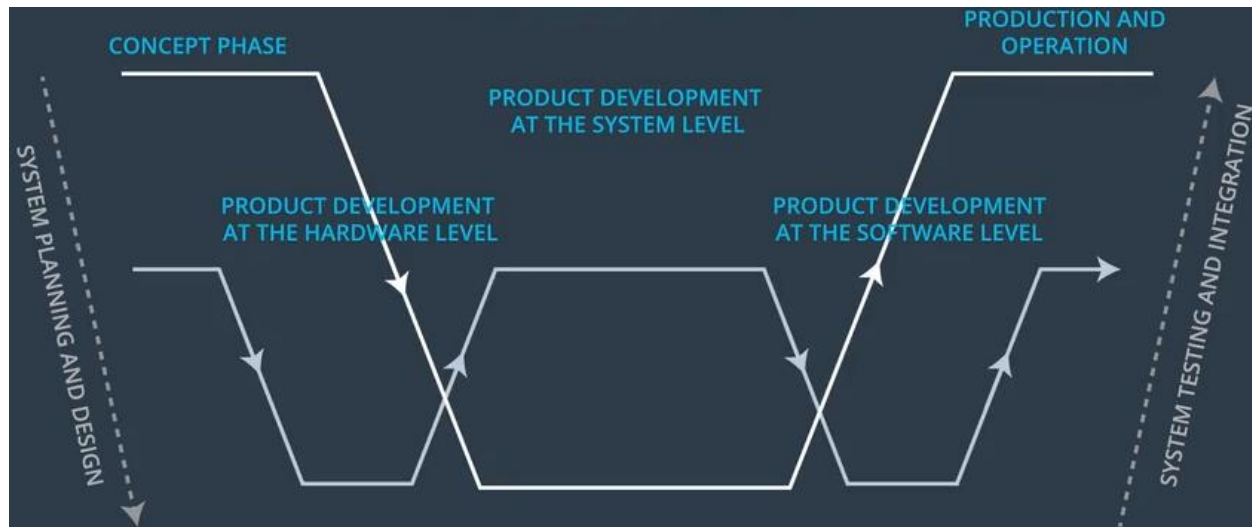 CONCEPT PHASE
PRODUCTION AND
OPERATION
PRODUCT DEVELOPMENT
AT THE SYSTEM LEVEL
PRODUCT DEVELOPMENT
AT THE HARDWARE LEVEL
PRODUCT DEVELOPMENT
AT THE SOFTWARE LEVEL
SYSTEM PLANNING AND DESIGN
SYSTEM TESTING AND INTEGRATION